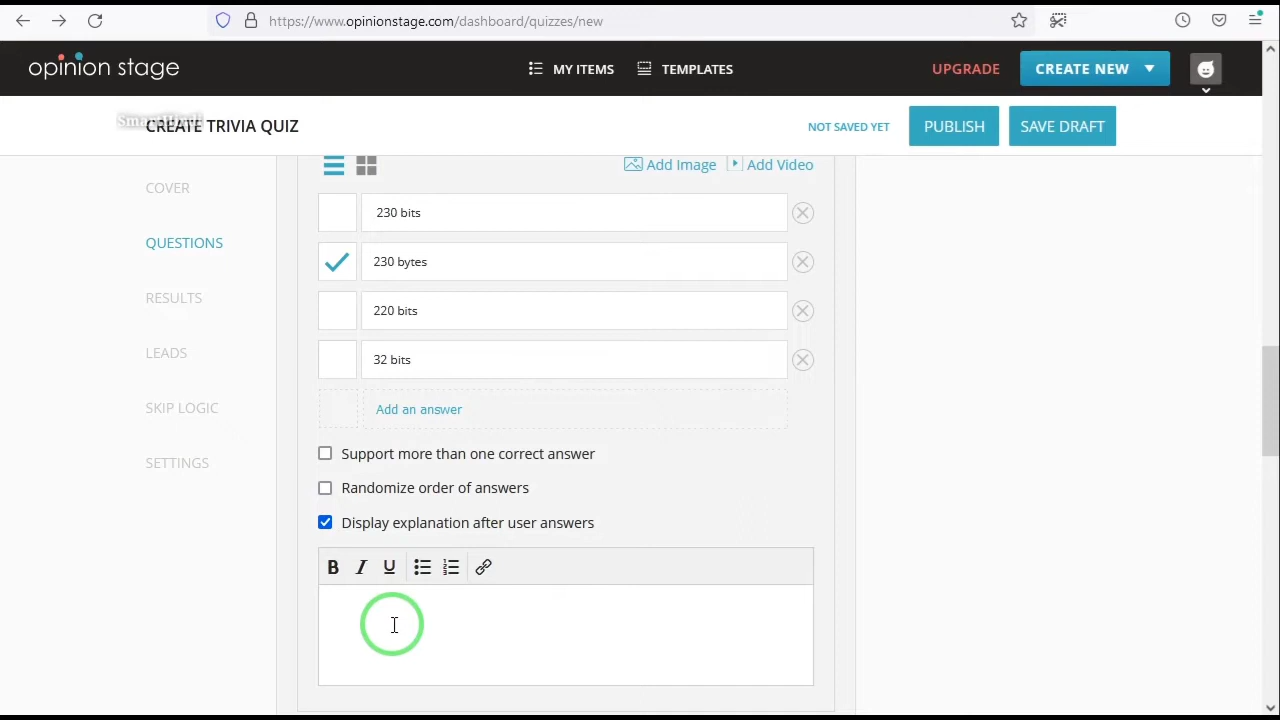 https://www.opinionstage.com/dashboard/quizzes/new
opinion stage
MY ITEMS
TEMPLATES
UPGRADE
CREATE NEW
CREATE TRIVIA QUIZ
NOT SAVED YET
PUBLISH
SAVE DRAFT
COVER
QUESTIONS
RESULTS
LEADS
SKIP LOGIC
SETTINGS
Add Image
Add Video
230 bits
230 bytes
220 bits
32 bits
Add an answer
Support more than one correct answer
Randomize order of answers
Display explanation after user answers
B I U